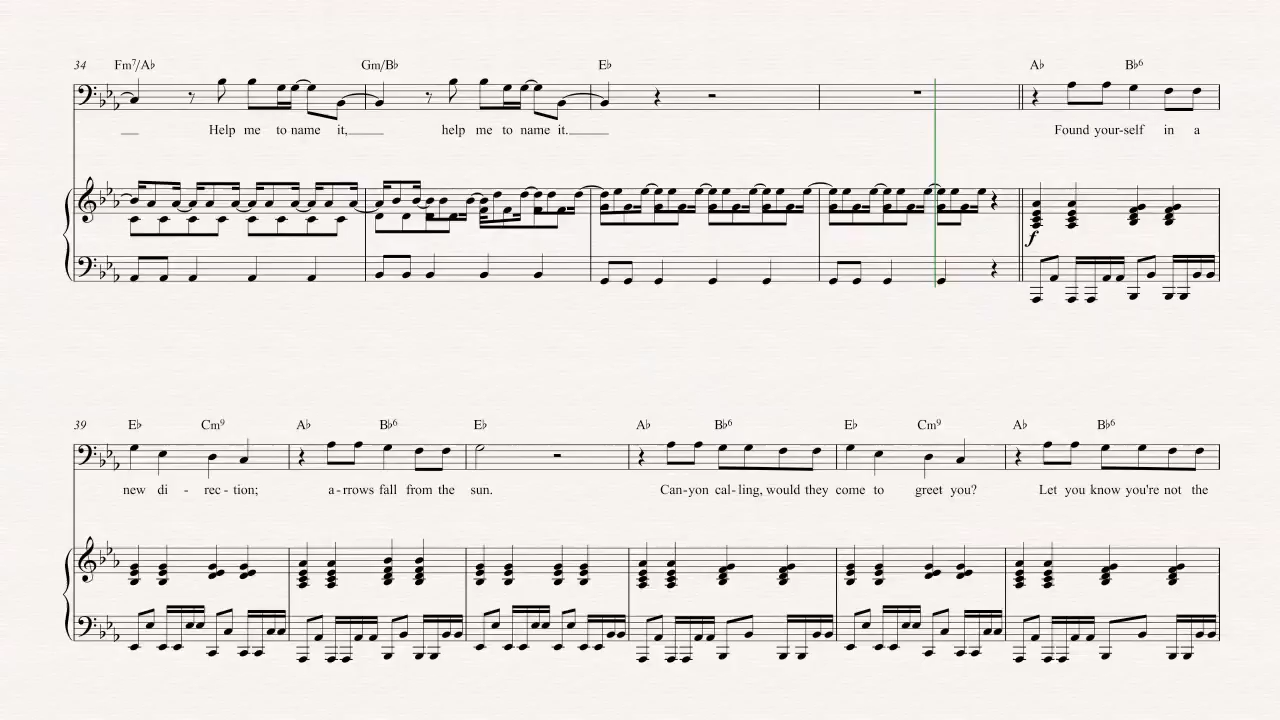 34 Fm⁷/A♭ Gm/B♭ E♭ A♭ B♭⁶
Help me to name it, help me to name it. Found your-self in a
f
39 E♭ Cm⁹ A♭ B♭⁶ E♭ A♭ B♭⁶ E♭ Cm⁹ A♭ B♭⁶
new di - rec - tion; a - rrows fall from the sun. Can-yon cal- ling, would they come to greet you? Let you know you're not the